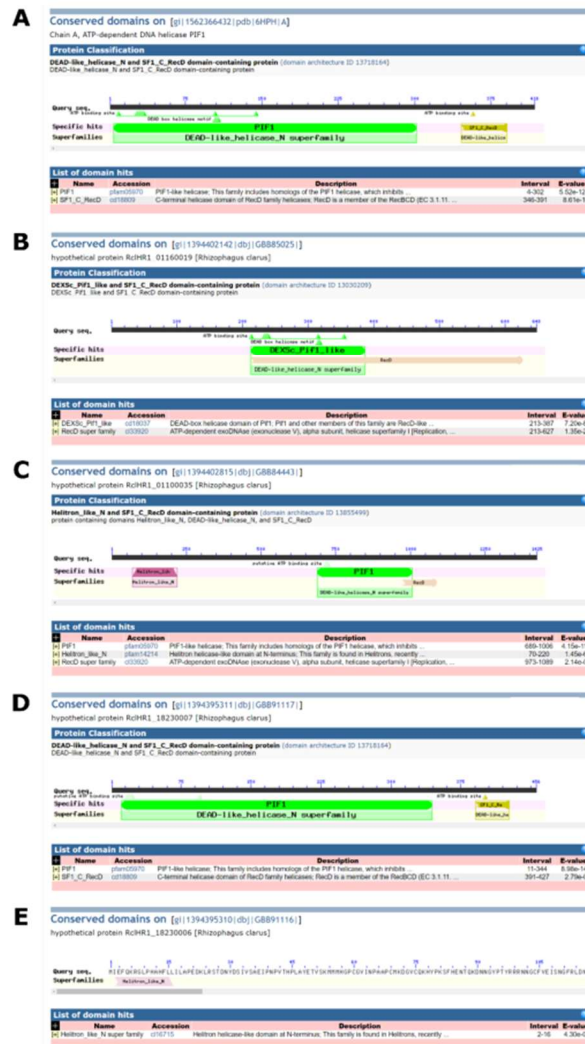 A
Conserved domains on [gi|1562366432|pdb|6HPH|A]
Chain A, ATP-dependent DNA helicase PIF1
Protein Classification
DEAD-like_helicase_N and SF1_C_RecD domain-containing protein (domain architecture ID 13718164)
DEAD-like_helicase_N and SF1_C_RecD domain-containing protein
Query seq.
ATP binding site
DEAD box helicase motif
Specific hits PIF1
Superfamilies DEAD-like_helicase_N superfamily
List of domain hits
Name Accession Description Interval E-value
PIF1 pfam05970 PIF1-like helicase; This family includes homologs of the PIF1 helicase, which inhibits ... 4-302
SF1_C_RecD cd18809 C-terminal helicase domain of RecD family helicases; RecD is a member of the RecBCD (EC 3.1.11. ... 346-391
B
Conserved domains on [gi|1394402142|dbj|GBB85025|]
hypothetical protein RclHR1_01160019 [Rhizophagus clarus]
Protein Classification
DEXSc_Pif1_like and SF1_C_RecD domain-containing protein (domain architecture ID 13030209)
DEXSc_Pif1_like and SF1_C_RecD domain-containing protein
Query seq.
ATP binding site
DEAD box helicase motif
Specific hits DEXSc_Pif1_like
Superfamilies RecD
DEAD-like_helicase_N superfamily
List of domain hits
Name Accession Description Interval E-value
DEXSc_Pif1_like cd18037 DEAD-box helicase domain of Pif1; Pif1 and other members of this family are RecD-like ... 213-387
RecD super family cl33920 ATP-dependent exoDNAse (exonuclease V), alpha subunit, helicase superfamily I [Replication, ... 213-627
C
Conserved domains on [gi|1394402815|dbj|GBB84443|]
hypothetical protein RclHR1_01100035 [Rhizophagus clarus]
Protein Classification
Helitron_like_N and SF1_C_RecD domain-containing protein (domain architecture ID 13855499)
protein containing domains Helitron_like_N, DEAD-like_helicase_N, and SF1_C_RecD
Query seq.
putative ATP binding site
Specific hits PIF1
Superfamilies Helitron_like_N DEAD-like_helicase_N superfamily RecD
List of domain hits
Name Accession Description Interval E-value
PIF1 pfam05970 PIF1-like helicase; This family includes homologs of the PIF1 helicase, which inhibits ... 689-1006
Helitron_like_N pfam14214 Helitron helicase-like domain at N-terminus; This family is found in Helitrons, recently ... 70-220
RecD super family cl33920 ATP-dependent exoDNAse (exonuclease V), alpha subunit, helicase superfamily I [Replication, ... 973-1089
D
Conserved domains on [gi|1394395311|dbj|GBB91117|]
hypothetical protein RclHR1_18230007 [Rhizophagus clarus]
Protein Classification
DEAD-like_helicase_N and SF1_C_RecD domain-containing protein (domain architecture ID 13718164)
DEAD-like_helicase_N and SF1_C_RecD domain-containing protein
Query seq.
putative ATP binding site ATP binding site
Specific hits PIF1
Superfamilies DEAD-like_helicase_N superfamily
List of domain hits
Name Accession Description Interval E-value
PIF1 pfam05970 PIF1-like helicase; This family includes homologs of the PIF1 helicase, which inhibits ... 11-344
SF1_C_RecD cd18809 C-terminal helicase domain of RecD family helicases; RecD is a member of the RecBCD (EC 3.1.11. ... 391-427
E
Conserved domains on [gi|1394395310|dbj|GBB91116|]
hypothetical protein RclHR1_18230006 [Rhizophagus clarus]
Query seq.
Superfamilies Helitron_like_N
List of domain hits
Name Accession Description Interval E-value
Helitron_like_N super family cl16715 Helitron helicase-like domain at N-terminus; This family is found in Helitrons, recently ... 2-16